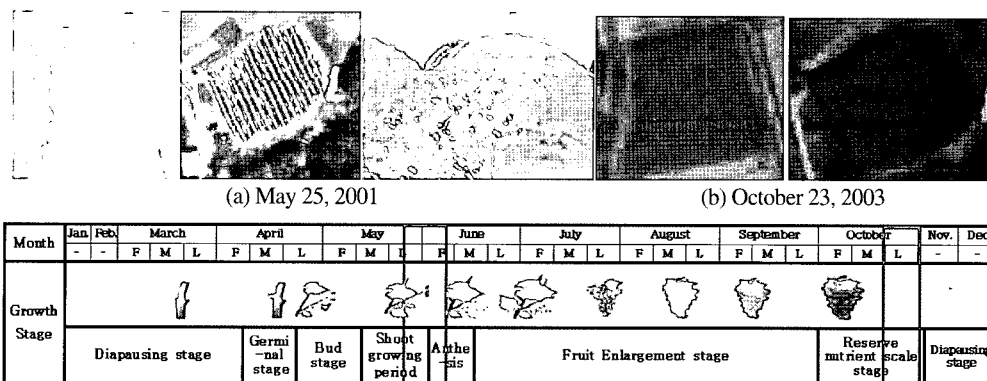 (a) May 25, 2001
(b) October 23, 2003
Month Jan. Feb. March April May June July August September October Nov. Dec
- - F M L F M L F M L F M L F M L F M L F M L F M L - -
Growth
Stage
Diapausing stage
Germi
-nal
stage
Bud
stage
Shoot
growing
period
Anthe
-sis
Fruit Enlargement stage
Reserve
nutrient scale
stage
Diapausing
stage